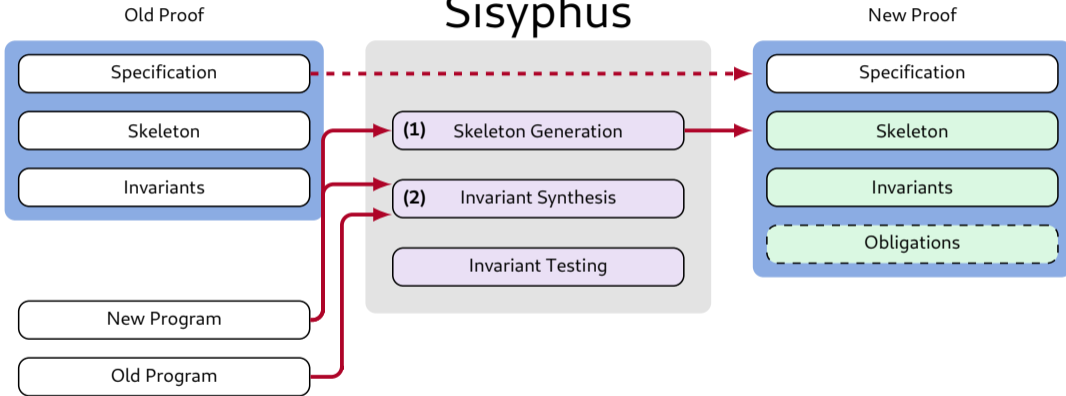 Sisyphus
Old Proof
Specification
Skeleton
Invariants
New Program
Old Program
(1) Skeleton Generation
(2) Invariant Synthesis
Invariant Testing
New Proof
Specification
Skeleton
Invariants
Obligations